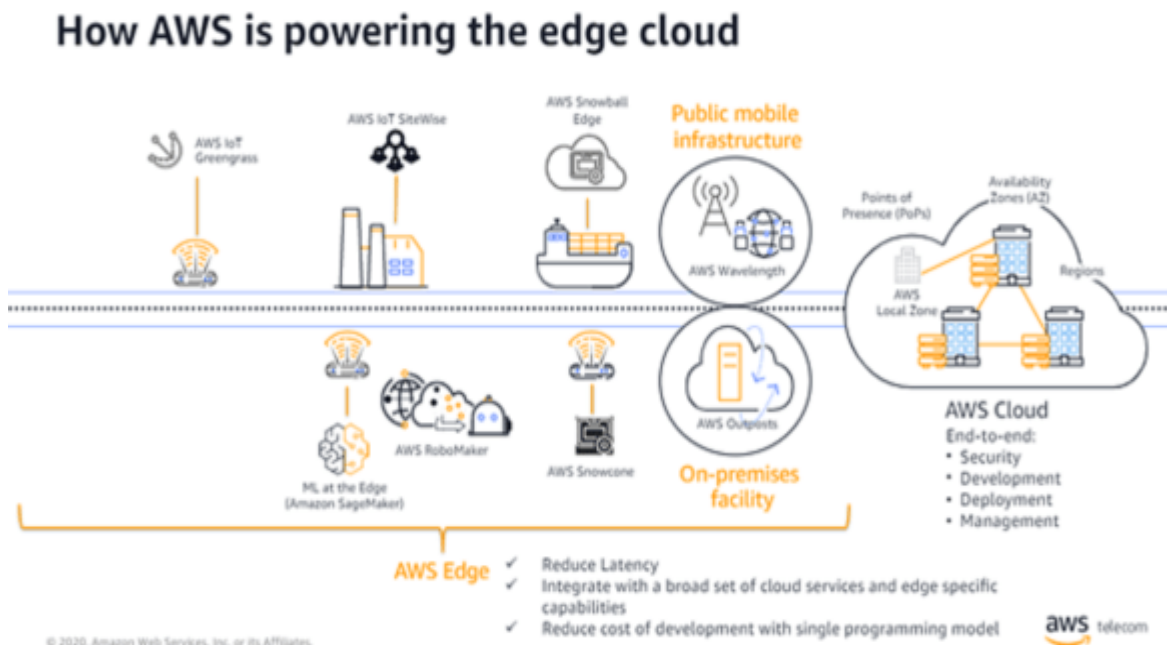 How AWS is powering the edge cloud
AWS IoT
Greengrass
AWS IoT SiteWise
AWS Snowball
Edge
Public mobile
infrastructure
AWS Wavelength
Points of
Presence (PoPs)
Availability
Zones (AZ)
Regions
AWS
Local Zone
ML at the Edge
(Amazon SageMaker)
AWS RoboMaker
AWS Snowcone
AWS Outposts
On-premises
facility
AWS Cloud
End-to-end:
• Security
• Development
• Deployment
• Management
AWS Edge
✓ Reduce Latency
✓ Integrate with a broad set of cloud services and edge specific
capabilities
✓ Reduce cost of development with single programming model
© 2020, Amazon Web Services, Inc. or its Affiliates.
aws telecom